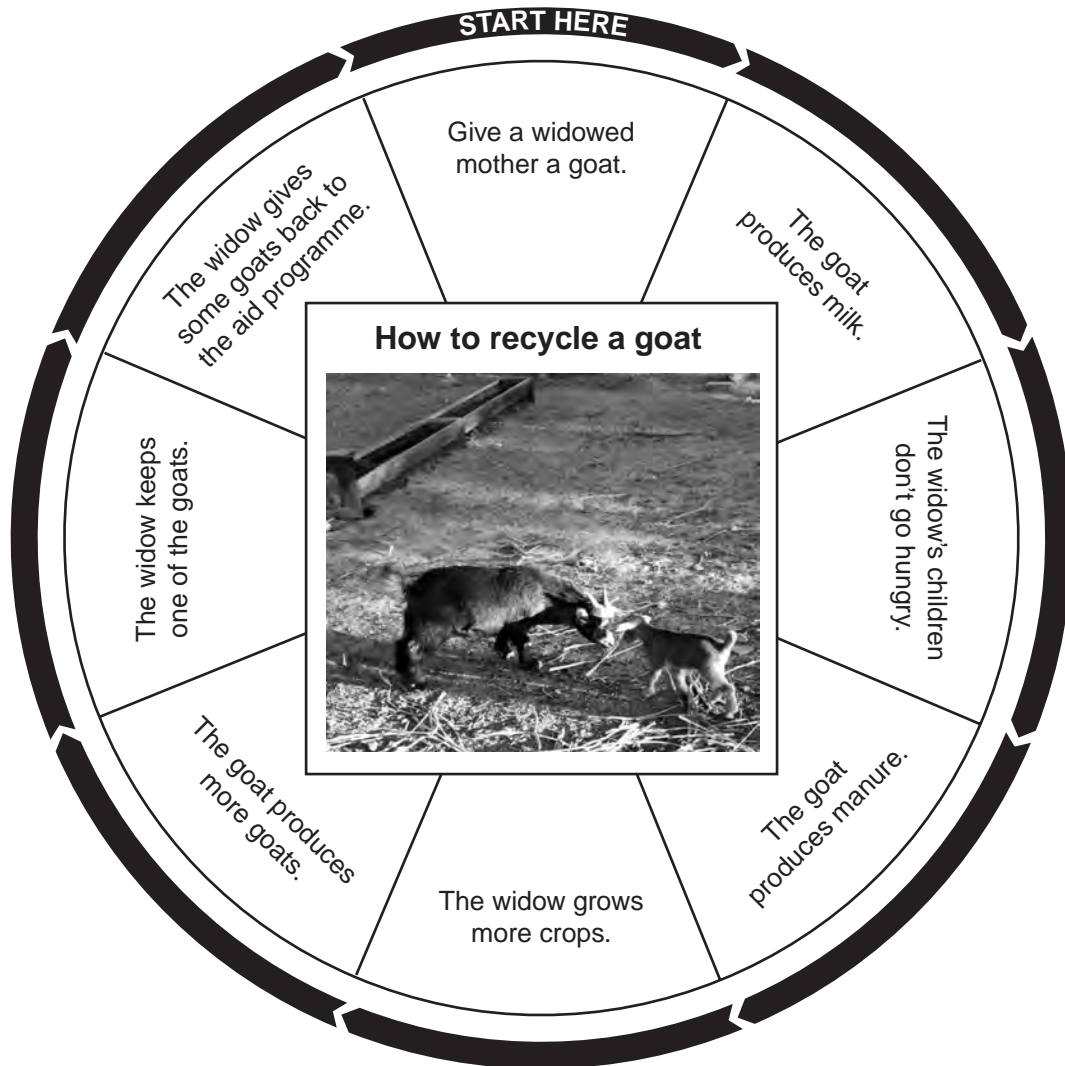 START HERE
Give a widowed
mother a goat.
The goat
produces milk.
The widow's children
don't go hungry.
The goat
produces manure.
The widow grows
more crops.
The goat produces
more goats.
The widow keeps
one of the goats.
The widow gives
some goats back to
the aid programme.
How to recycle a goat